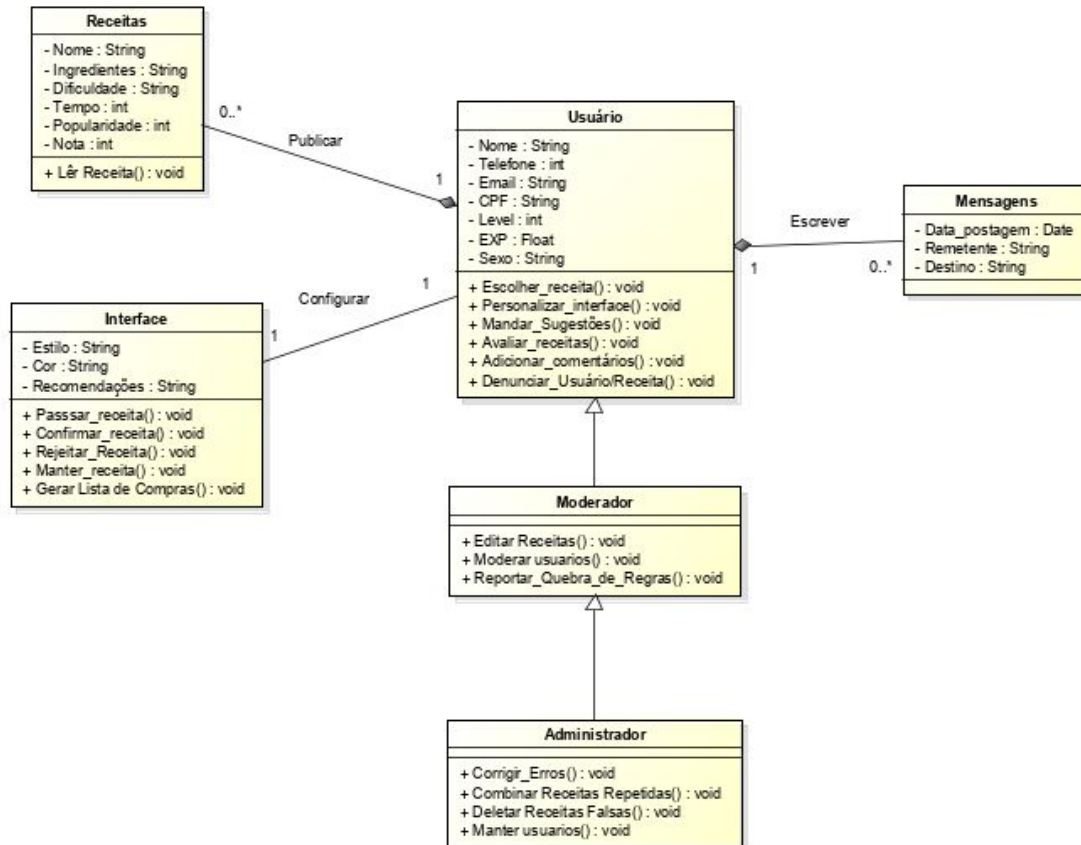 Receitas
- Nome : String
- Ingredientes : String
- Dificuldade : String
- Tempo : int
- Popularidade : int
- Nota : int
+ Lêr Receita() : void
0..*
Publicar
1
Usuário
- Nome : String
- Telefone : int
- Email : String
- CPF : String
- Level : int
- EXP : Float
- Sexo : String
+ Escolher_receita() : void
+ Personalizar_interface() : void
+ Mandar_Sugestões() : void
+ Avaliar_receitas() : void
+ Adicionar_comentários() : void
+ Denunciar_Usuário/Receita() : void
Escrever
1
0..*
Mensagens
- Data_postagem : Date
- Remetente : String
- Destino : String
Configurar
1
1
Interface
- Estilo : String
- Cor : String
- Recomendações : String
+ Passsar_receita() : void
+ Confirmar_receita() : void
+ Rejeitar_Receita() : void
+ Manter_receita() : void
+ Gerar Lista de Compras() : void
Moderador
+ Editar Receitas() : void
+ Moderar usuarios() : void
+ Reportar_Quebra_de_Regras() : void
Administrador
+ Corrigir_Erros() : void
+ Combinar Receitas Repetidas() : void
+ Deletar Receitas Falsas() : void
+ Manter usuarios() : void